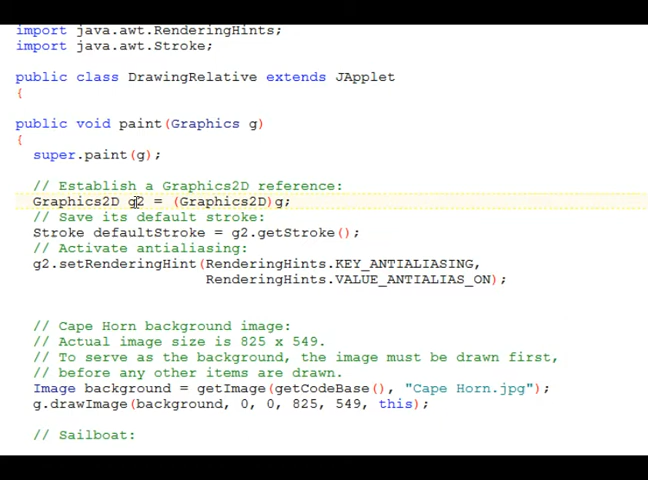 import java.awt.RenderingHints;
import java.awt.Stroke;
public class DrawingRelative extends JApplet
{
public void paint(Graphics g)
{
super.paint(g);
// Establish a Graphics2D reference:
Graphics2D g2 = (Graphics2D)g;
// Save its default stroke:
Stroke defaultStroke = g2.getStroke();
// Activate antialiasing:
g2.setRenderingHint(RenderingHints.KEY_ANTIALIASING,
RenderingHints.VALUE_ANTIALIAS_ON);
// Cape Horn background image:
// Actual image size is 825 x 549.
// To serve as the background, the image must be drawn first,
// before any other items are drawn.
Image background = getImage(getCodeBase(), "Cape Horn.jpg");
g.drawImage(background, 0, 0, 825, 549, this);
// Sailboat: